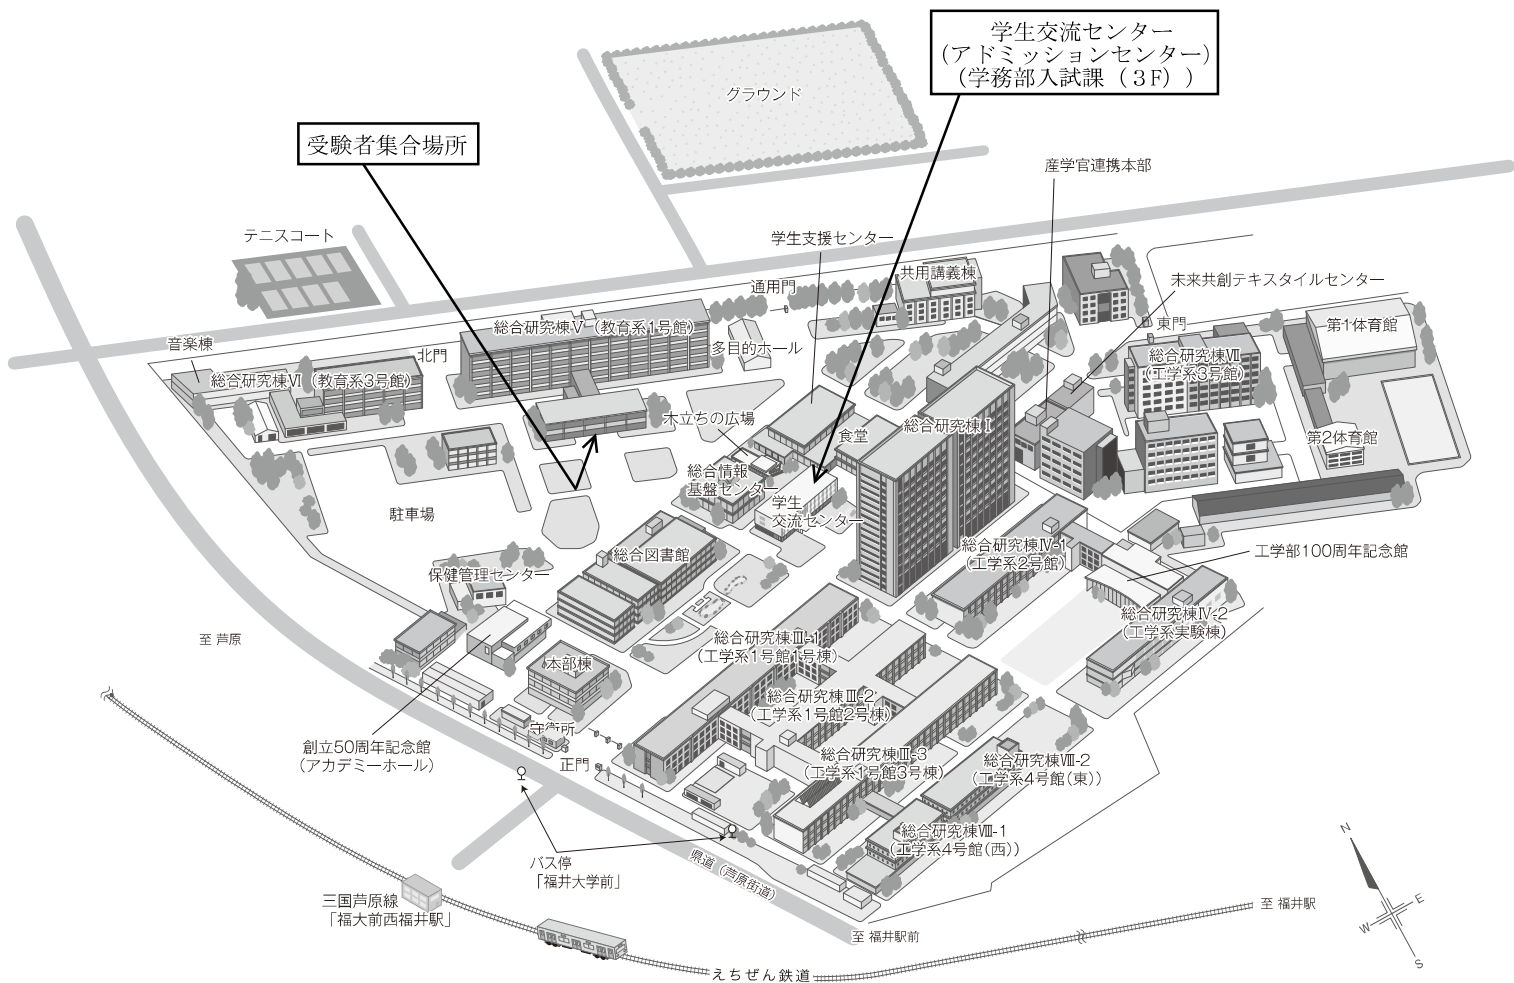 学生交流センター
(アドミッションセンター)
(学務部入試課(3F))
受験者集合場所
グラウンド
産学官連携本部
テニスコート
学生支援センター
共用講義棟
通用門
未来共創テキスタイルセンター
東門
第1体育館
音楽棟
総合研究棟Ⅴ(教育系1号館)
北門
多目的ホール
総合研究棟Ⅶ
(工学系3号館)
総合研究棟Ⅵ(教育系3号館)
木立ちの広場
食堂
総合研究棟Ⅰ
第2体育館
総合情報
基盤センター
学生
交流センター
駐車場
総合図書館
総合研究棟Ⅳ-1
(工学系2号館)
工学部100周年記念館
保健管理センター
総合研究棟Ⅳ-2
(工学系実験棟)
至 芦原
総合研究棟Ⅲ-1
(工学系1号館1号棟)
本部棟
総合研究棟Ⅲ-2
(工学系1号館2号棟)
守衛所
創立50周年記念館
(アカデミーホール)
正門
総合研究棟Ⅲ-3
(工学系1号館3号棟)
総合研究棟Ⅷ-2
(工学系4号館(東))
総合研究棟Ⅷ-1
(工学系4号館(西))
バス停
「福井大学前」
県道(芦原街道)
三国芦原線
「福大前西福井駅」
至 福井駅前
至 福井駅
えちぜん鉄道
N
E
W
S